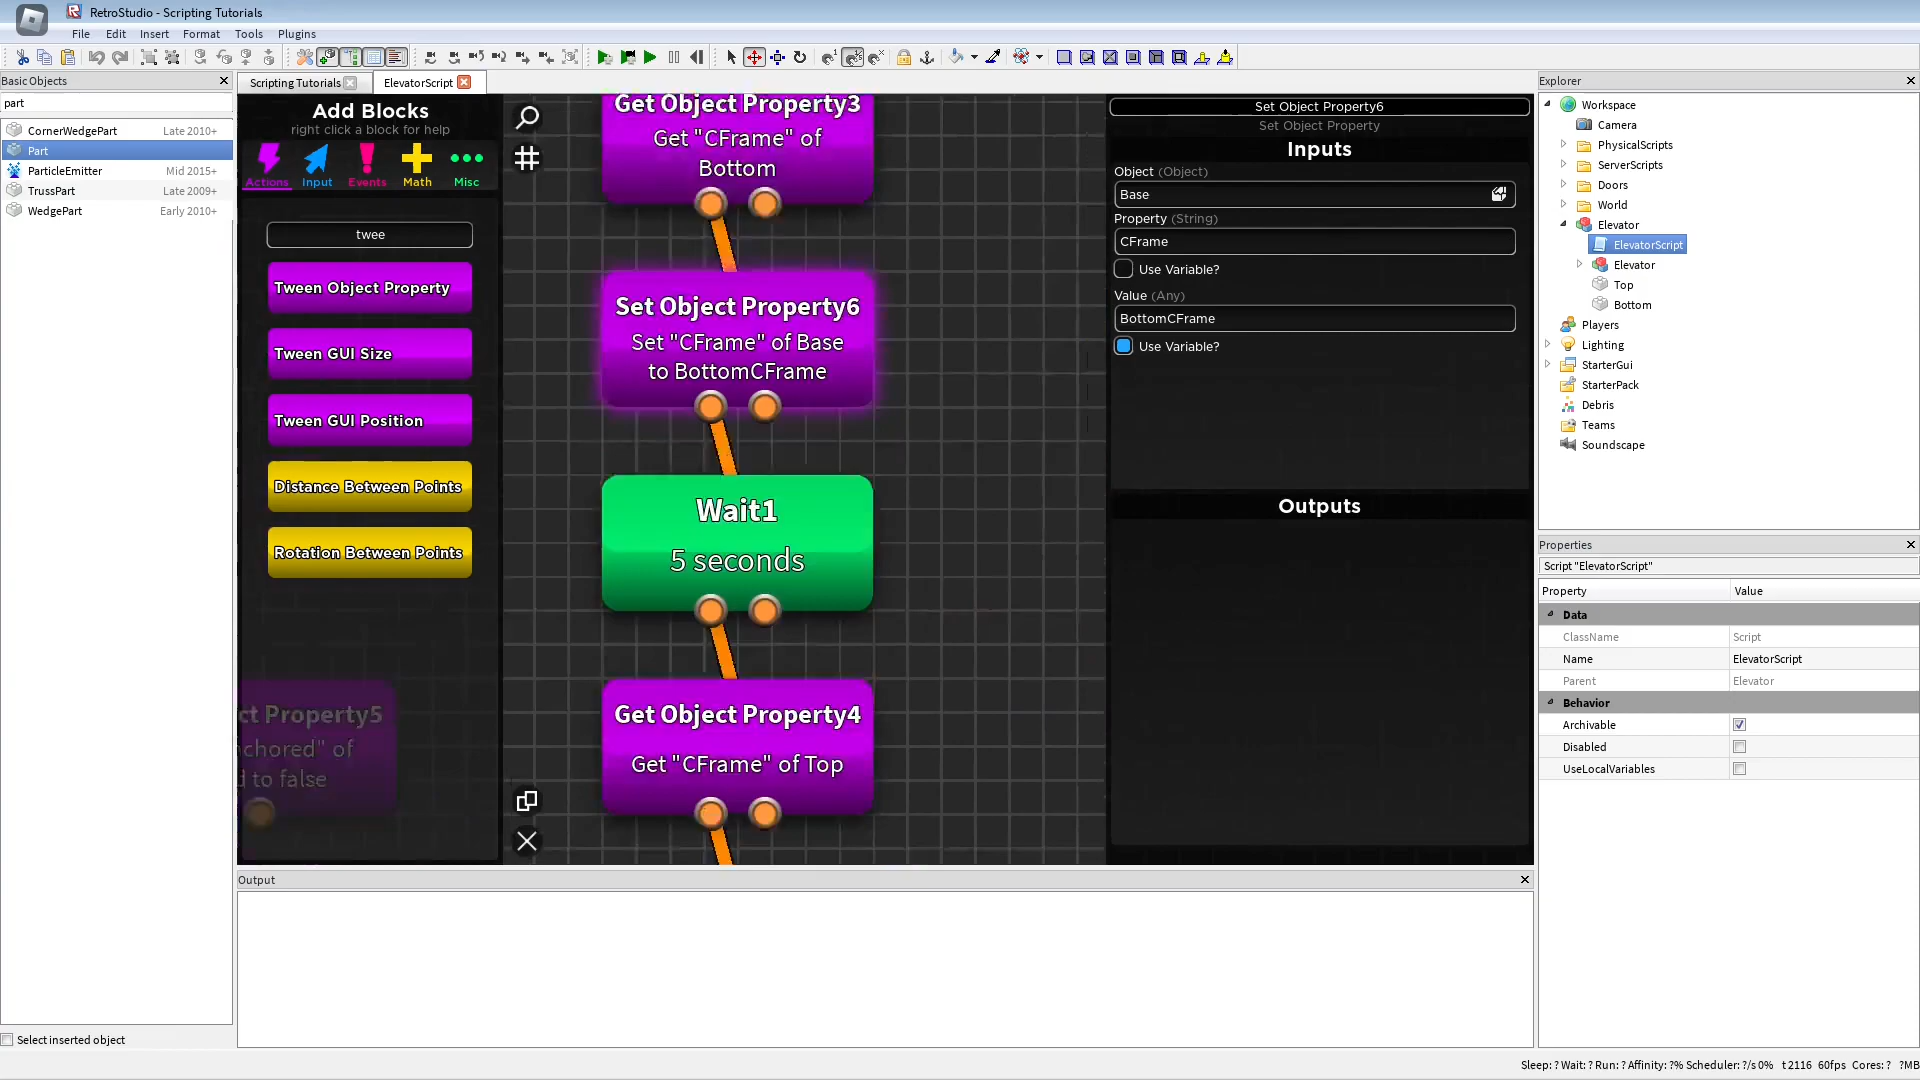 RetroStudio - Scripting Tutorials
File Edit Insert Format Tools Plugins
Basic Objects
part
CornerWedgePart Late 2010+
Part
ParticleEmitter Mid 2015+
TrussPart Late 2009+
WedgePart Early 2010+
Select inserted object
Scripting Tutorials
ElevatorScript
Add Blocks
right click a block for help
Actions Input Events Math Misc
twee
Tween Object Property
Tween GUI Size
Tween GUI Position
Distance Between Points
Rotation Between Points
ct Property5
nchored" of
d to false
Get Object Property3
Get "CFrame" of
Bottom
Set Object Property6
Set "CFrame" of Base
to BottomCFrame
Wait1
5 seconds
Get Object Property4
Get "CFrame" of Top
Set Object Property6
Set Object Property
Inputs
Object (Object)
Base
Property (String)
CFrame
Use Variable?
Value (Any)
BottomCFrame
Use Variable?
Outputs
Output
Explorer
Workspace
Camera
PhysicalScripts
ServerScripts
Doors
World
Elevator
ElevatorScript
Elevator
Top
Bottom
Players
Lighting
StarterGui
StarterPack
Debris
Teams
Soundscape
Properties
Script "ElevatorScript"
Property Value
Data
ClassName Script
Name ElevatorScript
Parent Elevator
Behavior
Archivable
Disabled
UseLocalVariables
Sleep: ? Wait: ? Run: ? Affinity: ?% Scheduler: ?/s 0% t 2116 60fps Cores: ? ?MB